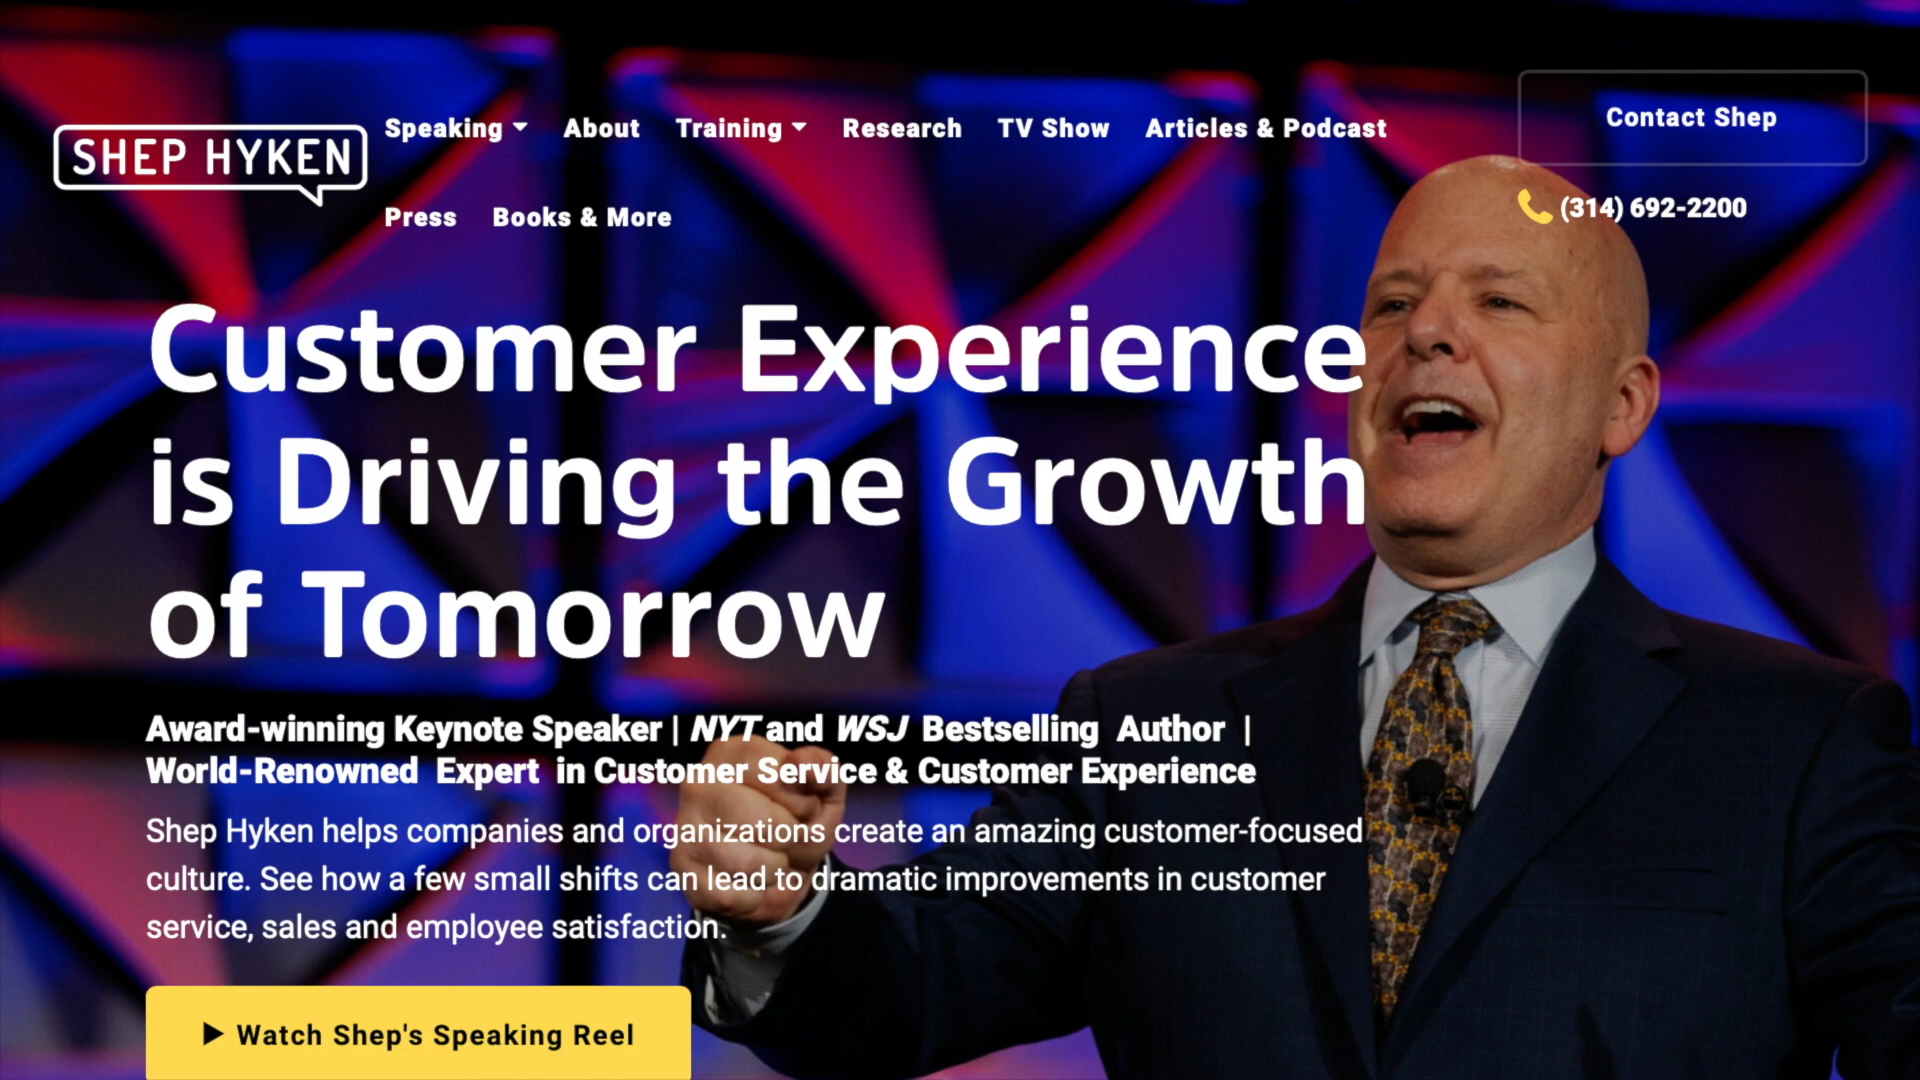 SHEP HYKEN
Speaking About Training Research TV Show Articles & Podcast
Press Books & More
Contact Shep
(314) 692-2200
Customer Experience
is Driving the Growth
of Tomorrow
Award-winning Keynote Speaker | NYT and WSJ Bestselling Author |
World-Renowned Expert in Customer Service & Customer Experience
Shep Hyken helps companies and organizations create an amazing customer-focused
culture. See how a few small shifts can lead to dramatic improvements in customer
service, sales and employee satisfaction.
Watch Shep's Speaking Reel